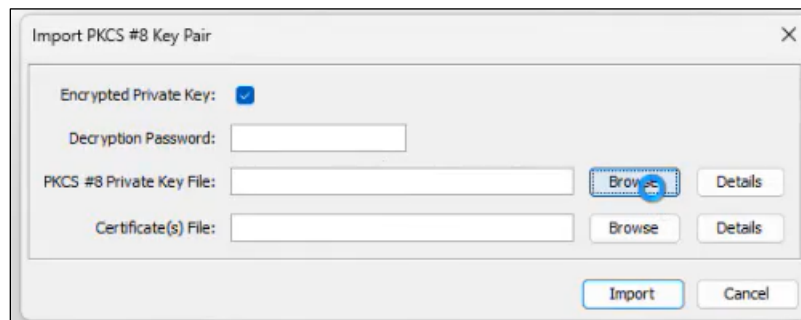 Import PKCS #8 Key Pair
Encrypted Private Key:
Decryption Password:
PKCS #8 Private Key File: Browse Details
Certificate(s) File: Browse Details
Import Cancel